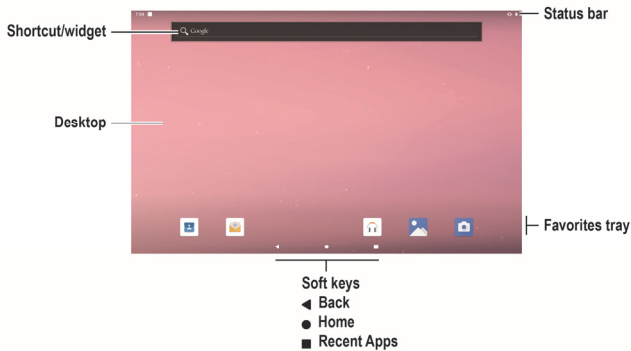 Status bar
Shortcut/widget
Google
Desktop
Favorites tray
Soft keys
Back
Home
Recent Apps